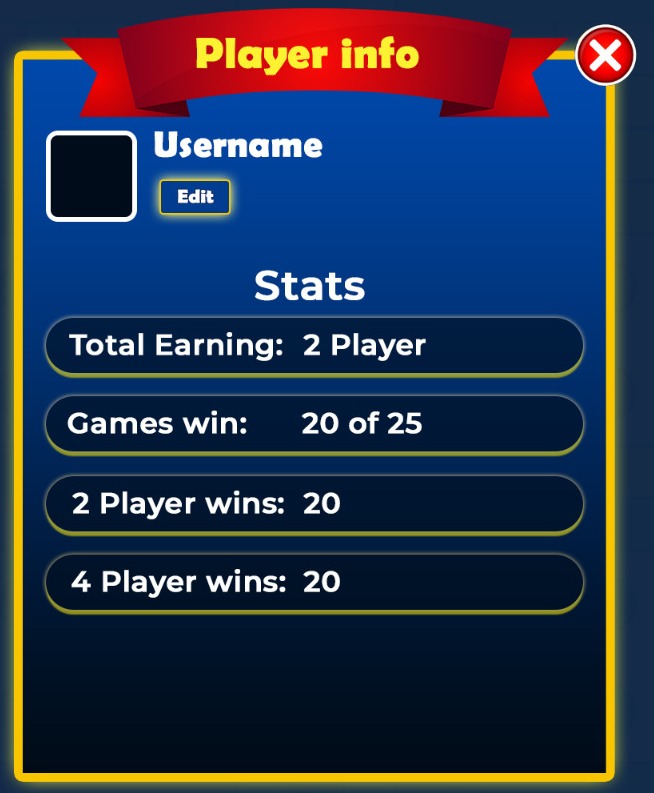 Player info
Username
Edit
Stats
Total Earning: 2 Player
Games win: 20 of 25
2 Player wins: 20
4 Player wins: 20